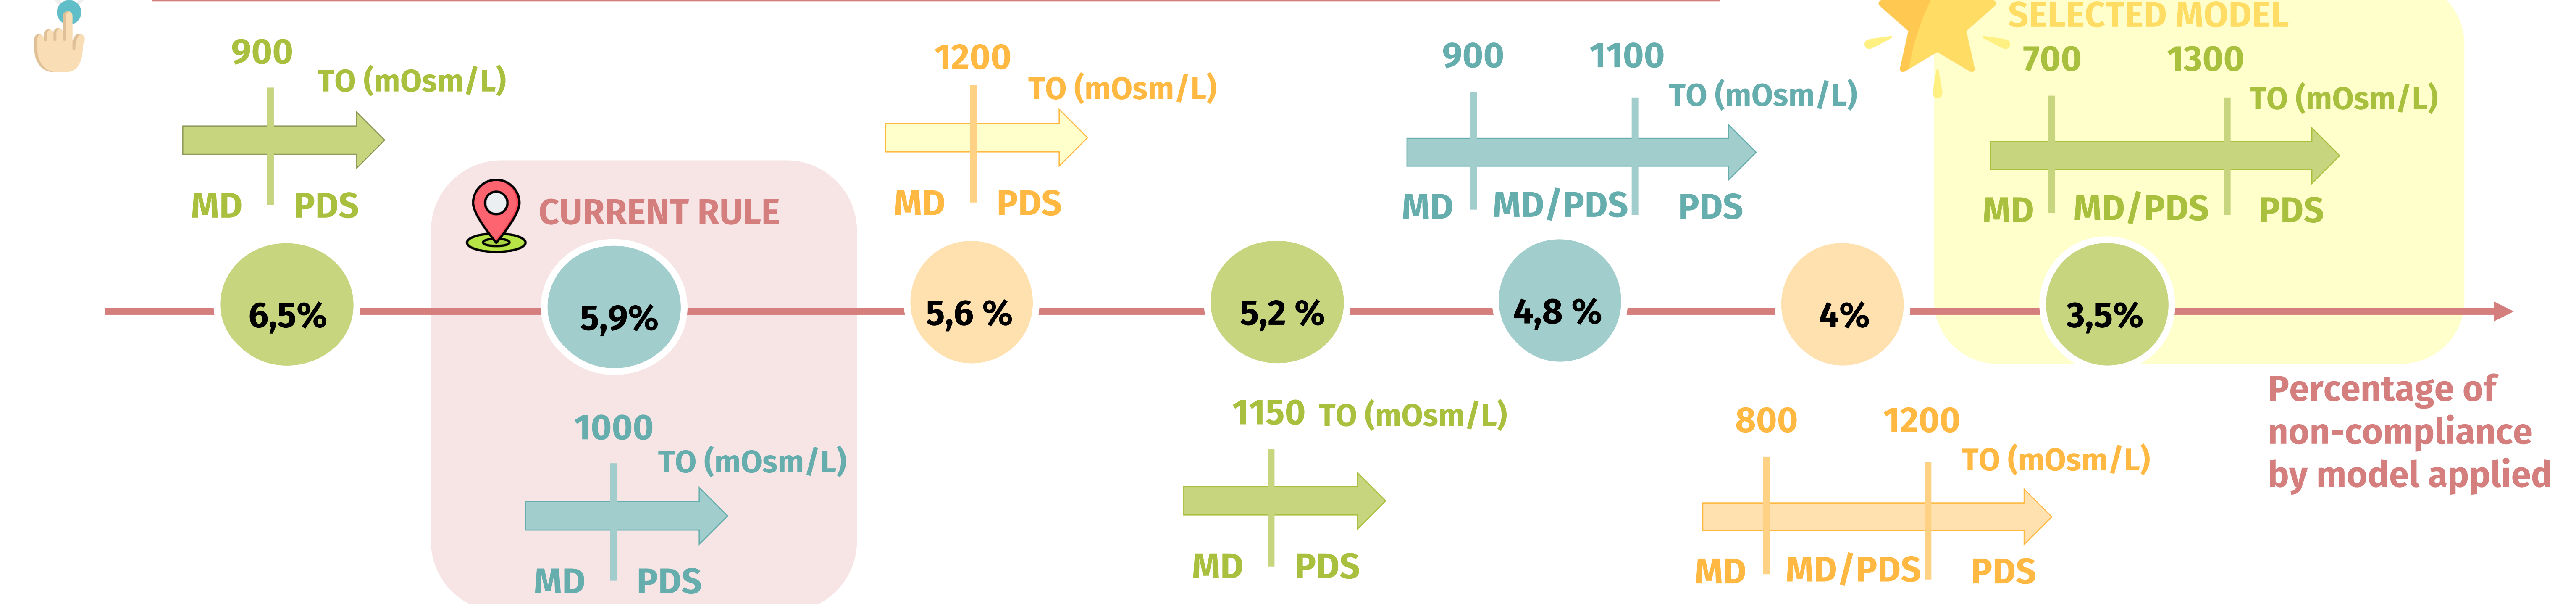 SELECTED MODEL
900
TO (mOsm/L)
MD PDS
6,5%
CURRENT RULE
5,9%
1000
TO (mOsm/L)
MD PDS
1200
TO (mOsm/L)
MD PDS
5,6 %
5,2 %
1150 TO (mOsm/L)
MD PDS
900 1100
TO (mOsm/L)
MD MD/PDS PDS
4,8 %
4%
800 1200
TO (mOsm/L)
MD MD/PDS PDS
700 1300
TO (mOsm/L)
MD MD/PDS PDS
3,5%
Percentage of
non-compliance
by model applied